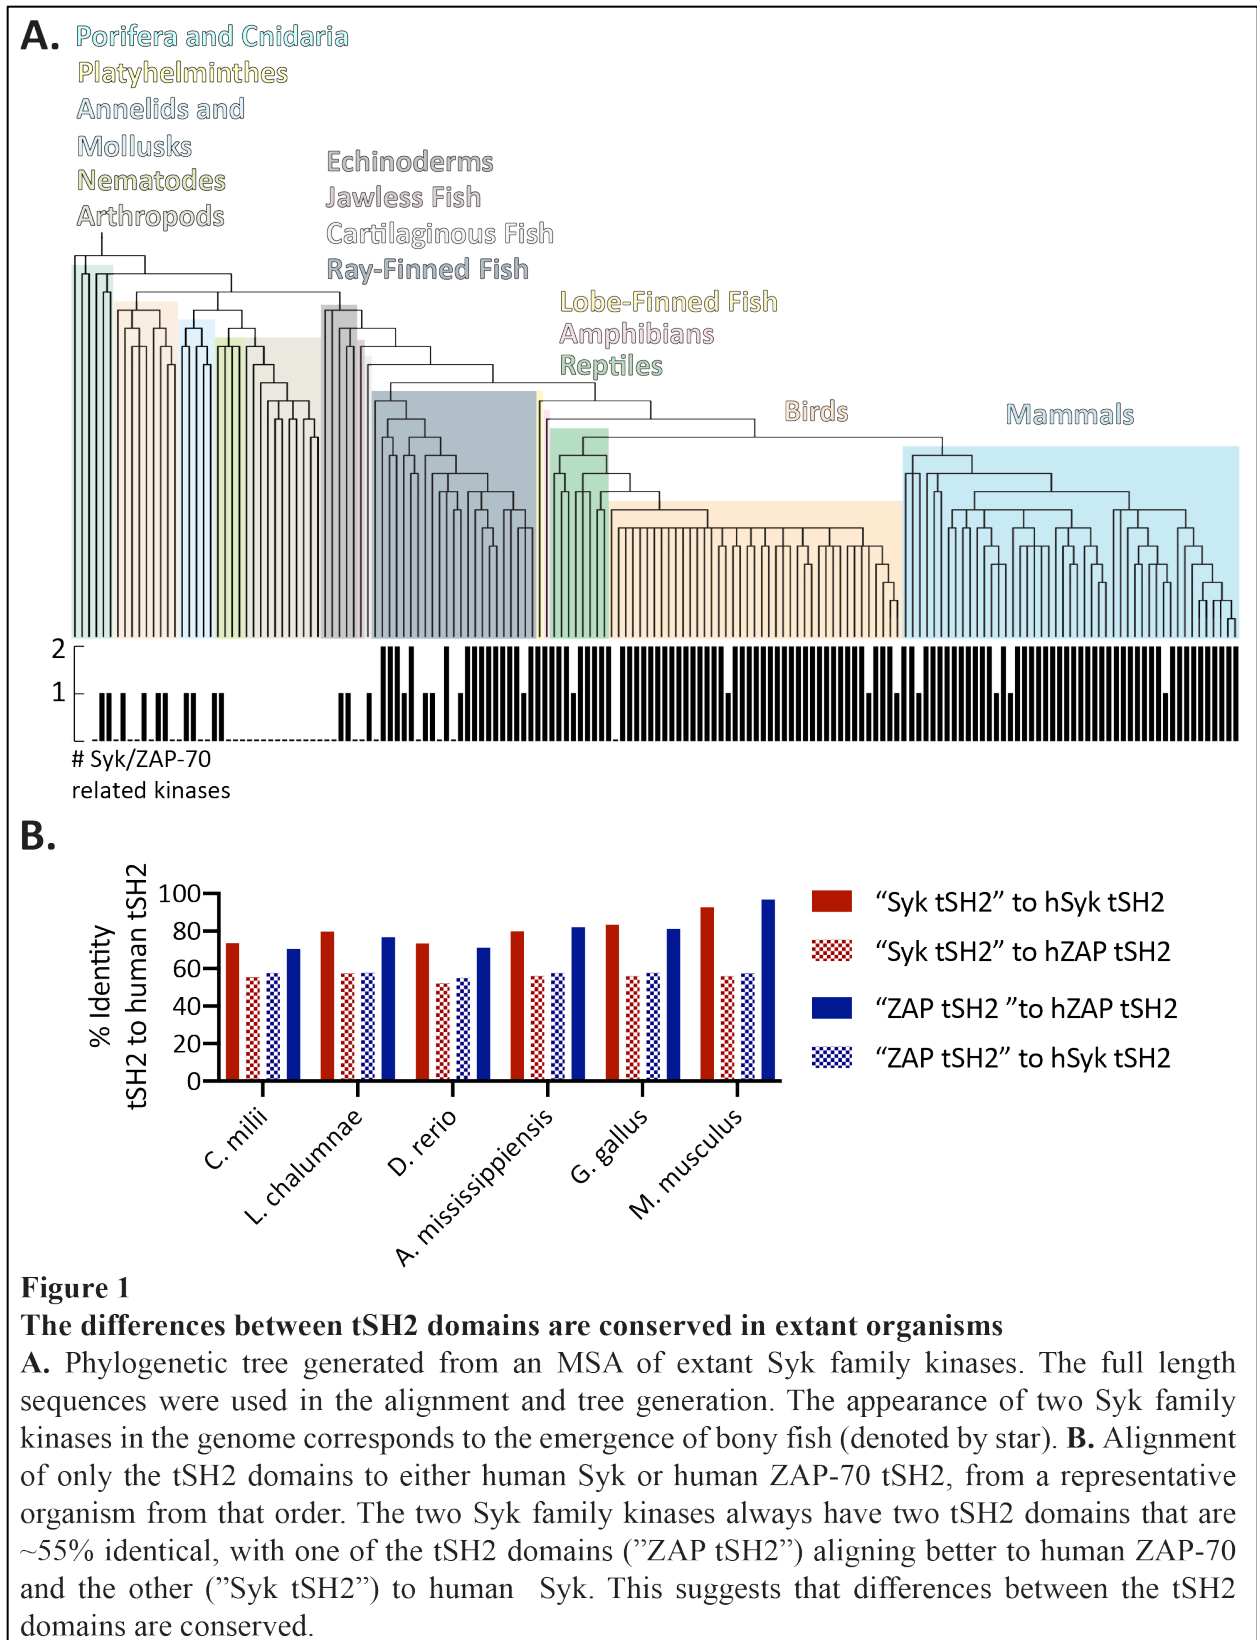 A.
Porifera and Cnidaria
Platyhelminthes
Annelids and
Mollusks
Nematodes
Arthropods
Echinoderms
Jawless Fish
Cartilaginous Fish
Ray-Finned Fish
Lobe-Finned Fish
Amphibians
Reptiles
Birds
Mammals
2
1
# Syk/ZAP-70
related kinases
B.
% Identity
tSH2 to human tSH2
100
80
60
40
20
0
C. milii
L. chalumnae
D. rerio
A. mississippiensis
G. gallus
M. musculus
“Syk tSH2” to hSyk tSH2
“Syk tSH2” to hZAP tSH2
“ZAP tSH2 ”to hZAP tSH2
“ZAP tSH2” to hSyk tSH2
Figure 1
The differences between tSH2 domains are conserved in extant organisms
A. Phylogenetic tree generated from an MSA of extant Syk family kinases. The full length
sequences were used in the alignment and tree generation. The appearance of two Syk family
kinases in the genome corresponds to the emergence of bony fish (denoted by star). B. Alignment
of only the tSH2 domains to either human Syk or human ZAP-70 tSH2, from a representative
organism from that order. The two Syk family kinases always have two tSH2 domains that are
~55% identical, with one of the tSH2 domains (”ZAP tSH2”) aligning better to human ZAP-70
and the other (”Syk tSH2”) to human Syk. This suggests that differences between the tSH2
domains are conserved.